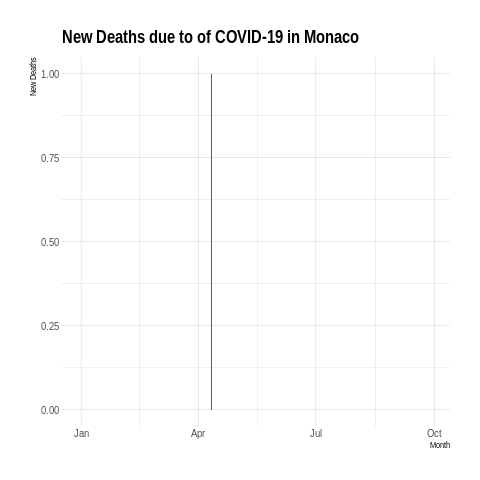 New Deaths due to of COVID-19 in Monaco
New Deaths
1.00
0.75
0.50
0.25
0.00
Jan Apr Jul Oct
Month